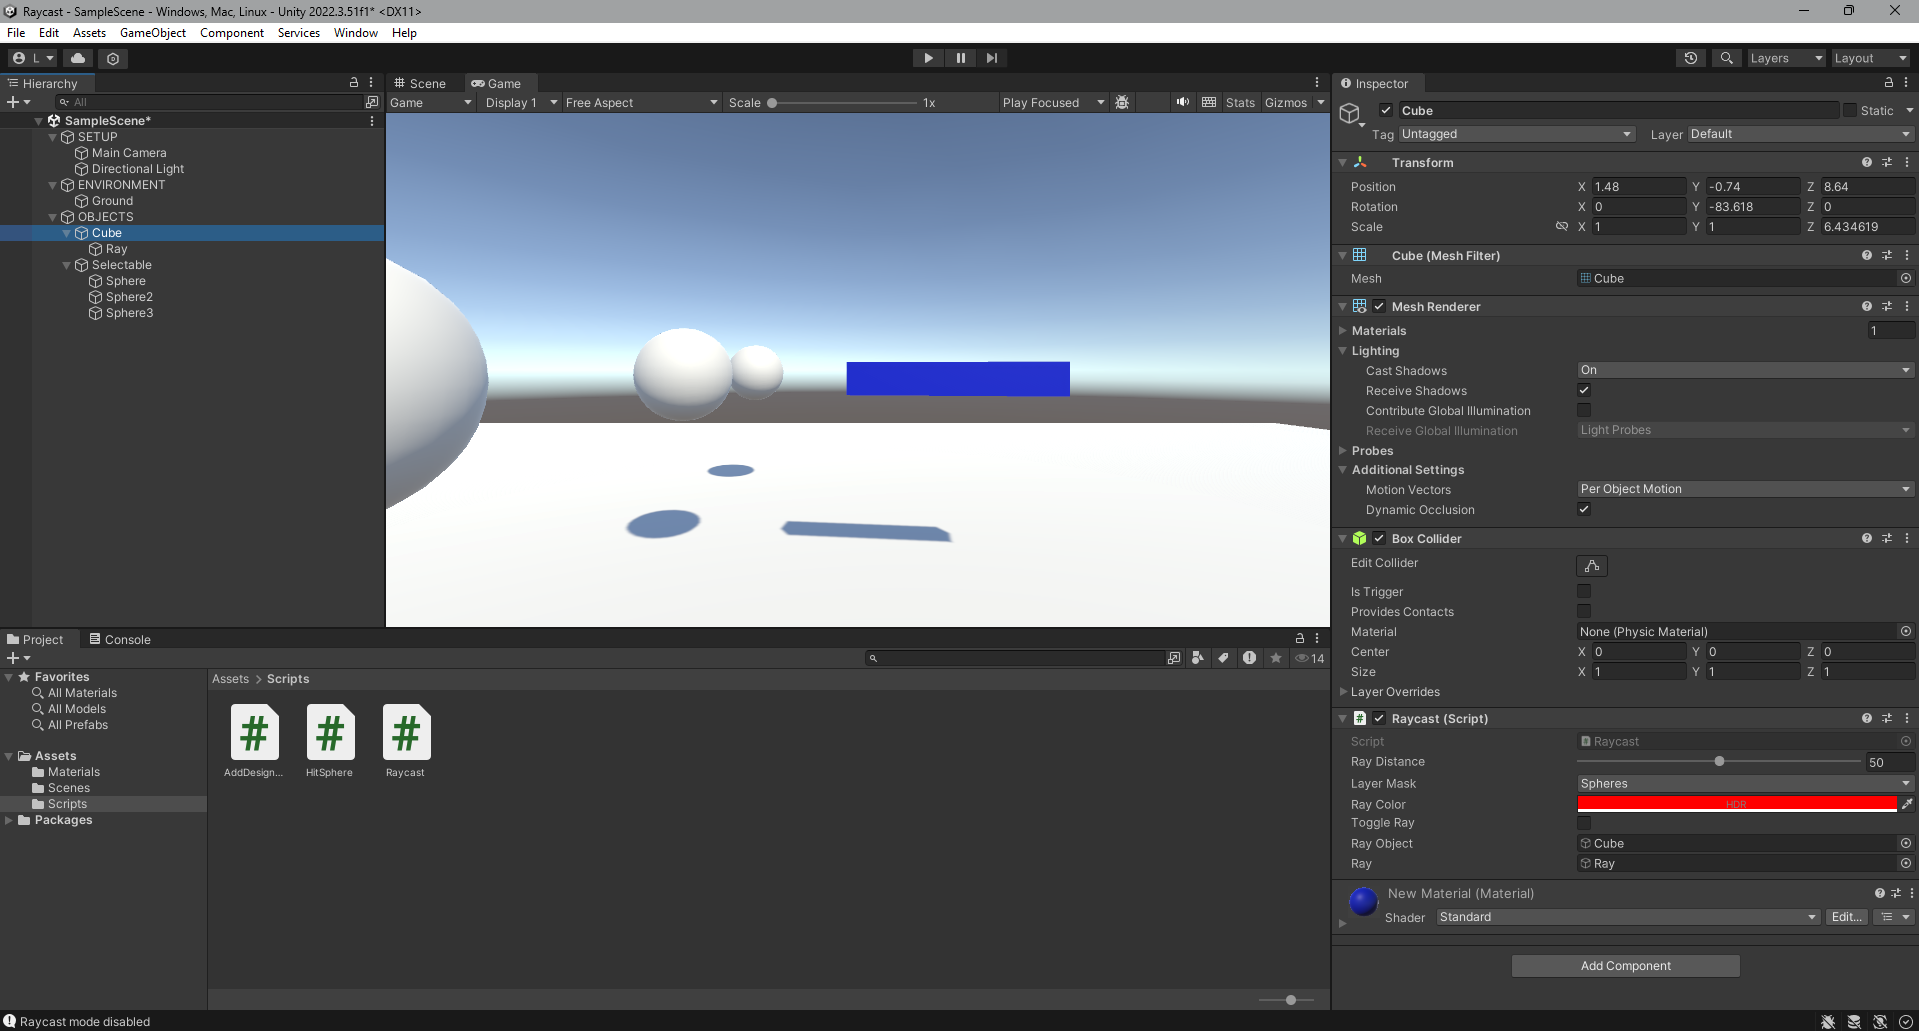 Raycast - SampleScene - Windows, Mac, Linux - Unity 2022.3.51f1* <DX11>
File Edit Assets GameObject Component Services Window Help
L Layers Layout
Hierarchy
All
SampleScene*
SETUP
Main Camera
Directional Light
ENVIRONMENT
Ground
OBJECTS
Cube
Ray
Selectable
Sphere
Sphere2
Sphere3
Scene Game
Game Display 1 Free Aspect Scale 1x Play Focused Stats Gizmos
Inspector
Cube Static
Tag Untagged Layer Default
Transform
Position X 1.48 Y -0.74 Z 8.64
Rotation X 0 Y -83.618 Z 0
Scale X 1 Y 1 Z 6.434619
Cube (Mesh Filter)
Mesh Cube
Mesh Renderer
Materials 1
Lighting
Cast Shadows On
Receive Shadows
Contribute Global Illumination
Receive Global Illumination Light Probes
Probes
Additional Settings
Motion Vectors Per Object Motion
Dynamic Occlusion
Box Collider
Edit Collider
Is Trigger
Provides Contacts
Material None (Physic Material)
Center X 0 Y 0 Z 0
Size X 1 Y 1 Z 1
Layer Overrides
# Raycast (Script)
Script Raycast
Ray Distance 50
Layer Mask Spheres
Ray Color HDR
Toggle Ray
Ray Object Cube
Ray Ray
New Material (Material)
Shader Standard Edit...
Add Component
Project Console
14
Favorites
All Materials
All Models
All Prefabs
Assets
Materials
Scenes
Scripts
Packages
Assets > Scripts
# # #
AddDesign... HitSphere Raycast
Raycast mode disabled